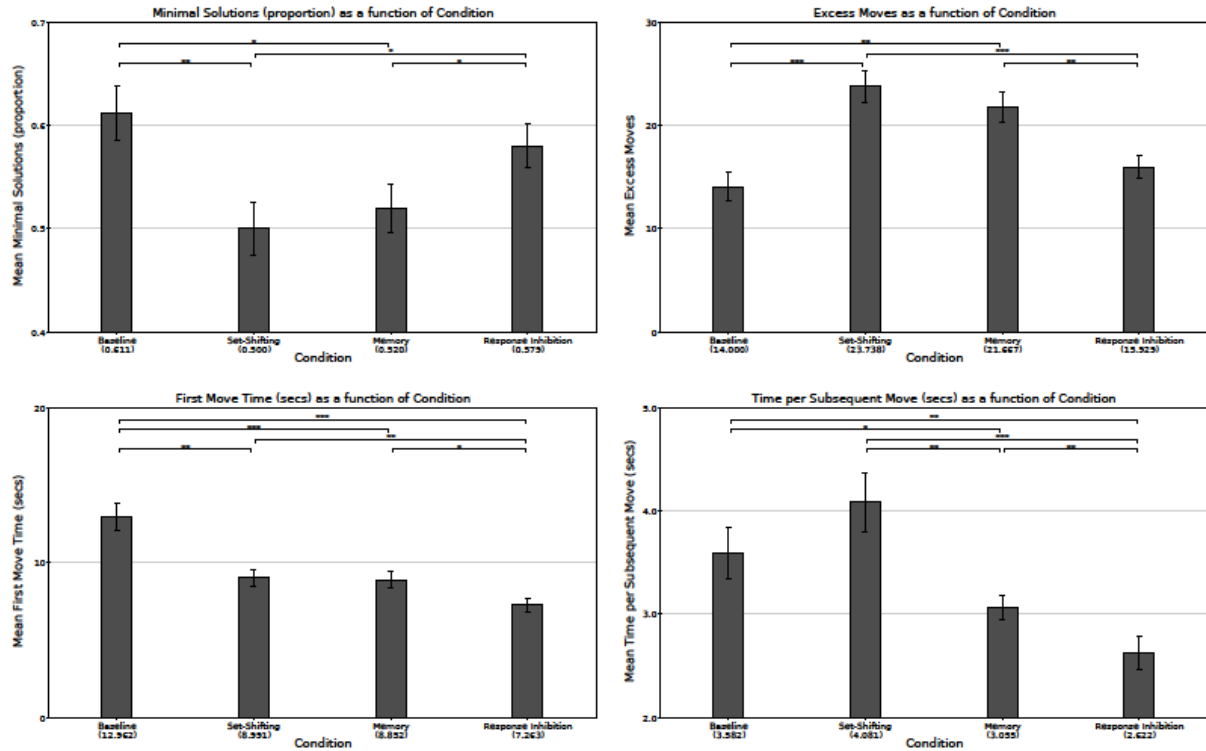 Minimal Solutions (proportion) as a function of Condition
Mean Minimal Solutions (proportion)
0.7
0.6
0.5
0.4
*
*
** *
Baseline Set-Shifting Memory Response Inhibition
(0.611) (0.500) (0.520) (0.579)
Condition
Excess Moves as a function of Condition
Mean Excess Moves
30
20
10
0
**
***
*** **
Baseline Set-Shifting Memory Response Inhibition
(14.000) (23.738) (21.667) (15.929)
Condition
First Move Time (secs) as a function of Condition
Mean First Move Time (secs)
20
10
0
***
***
**
** *
Baseline Set-Shifting Memory Response Inhibition
(12.962) (8.991) (8.852) (7.263)
Condition
Time per Subsequent Move (secs) as a function of Condition
Mean Time per Subsequent Move (secs)
5.0
4.0
3.0
2.0
**
*
***
** **
Baseline Set-Shifting Memory Response Inhibition
(3.582) (4.081) (3.055) (2.622)
Condition